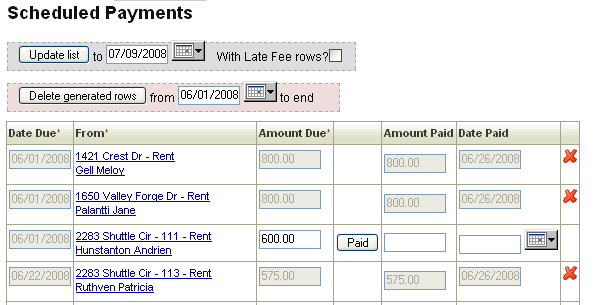 Scheduled Payments
Update list to 07/09/2008 With Late Fee rows?
Delete generated rows from 06/01/2008 to end
Date Due* From* Amount Due* Amount Paid Date Paid
06/01/2008 1421 Crest Dr - Rent 800.00 800.00 06/26/2008
Gell Meloy
06/01/2008 1650 Valley Forge Dr - Rent 800.00 800.00 06/26/2008
Palantti Jane
06/01/2008 2283 Shuttle Cir - 111 - Rent 600.00 Paid
Hunstanton Andrien
06/22/2008 2283 Shuttle Cir - 113 - Rent 575.00 575.00 06/26/2008
Ruthven Patricia